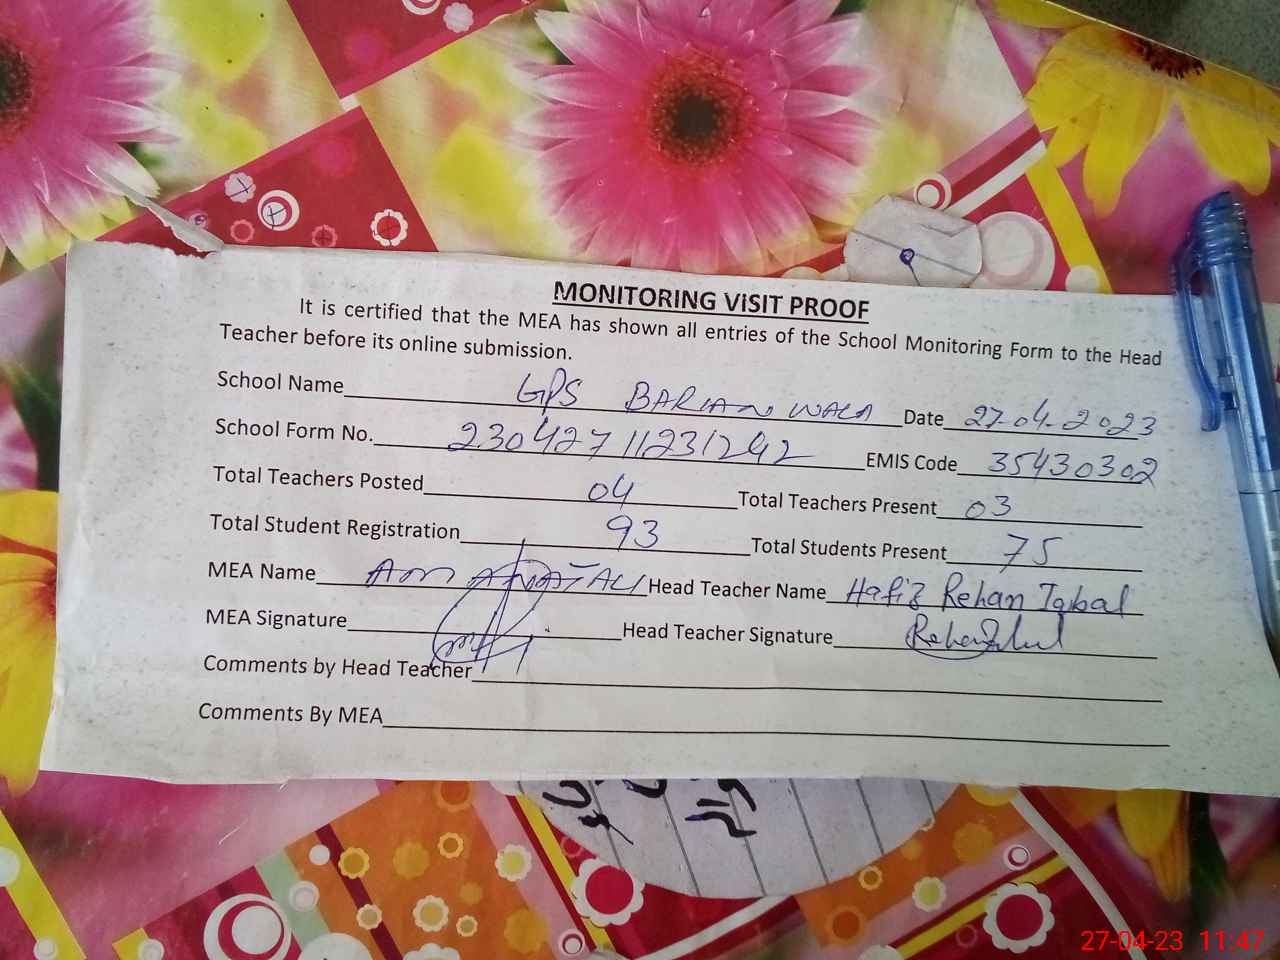 MONITORING VISIT PROOF
It is certified that the MEA has shown all entries of the School Monitoring Form to the Head
Teacher before its online submission.
School Name GPS BARIAN WALA Date 27-04-2023
School Form No. 23042711231242 EMIS Code 35430302
Total Teachers Posted 04 Total Teachers Present 03
Total Student Registration 93 Total Students Present 75
MEA Name AMANAT ALI Head Teacher Name Hafiz Rehan Iqbal
MEA Signature Head Teacher Signature
Comments by Head Teacher
Comments By MEA
27-04-23 11:47